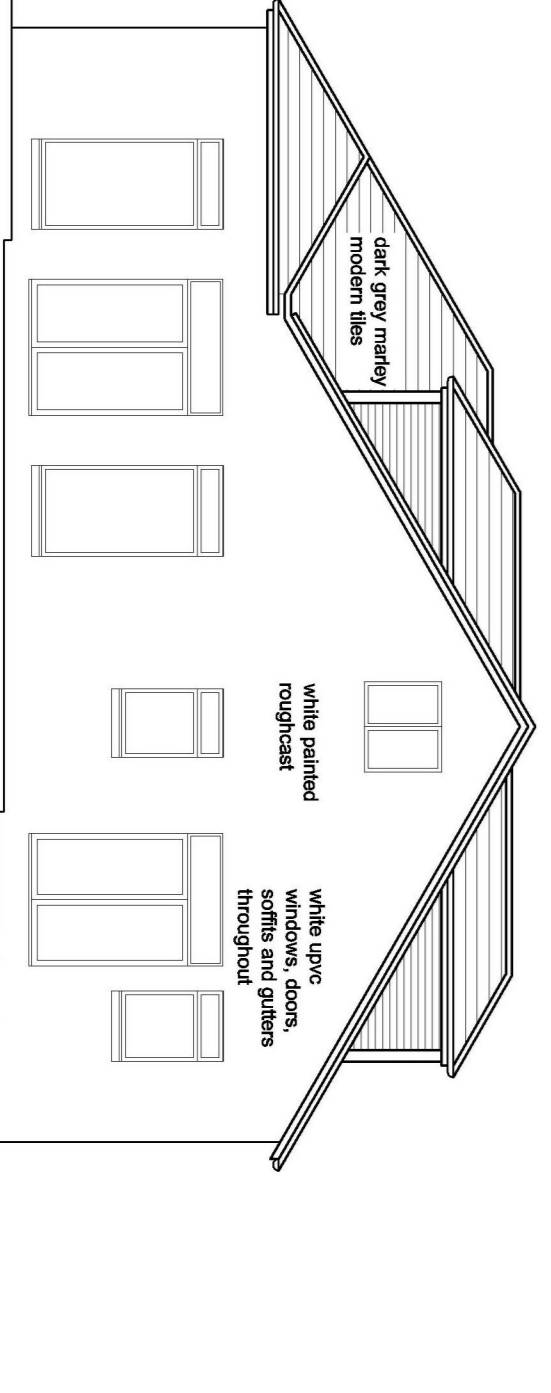 dark grey marley
modern tiles
white painted
roughcast
white upvc
windows, doors,
soffits and gutters
throughout